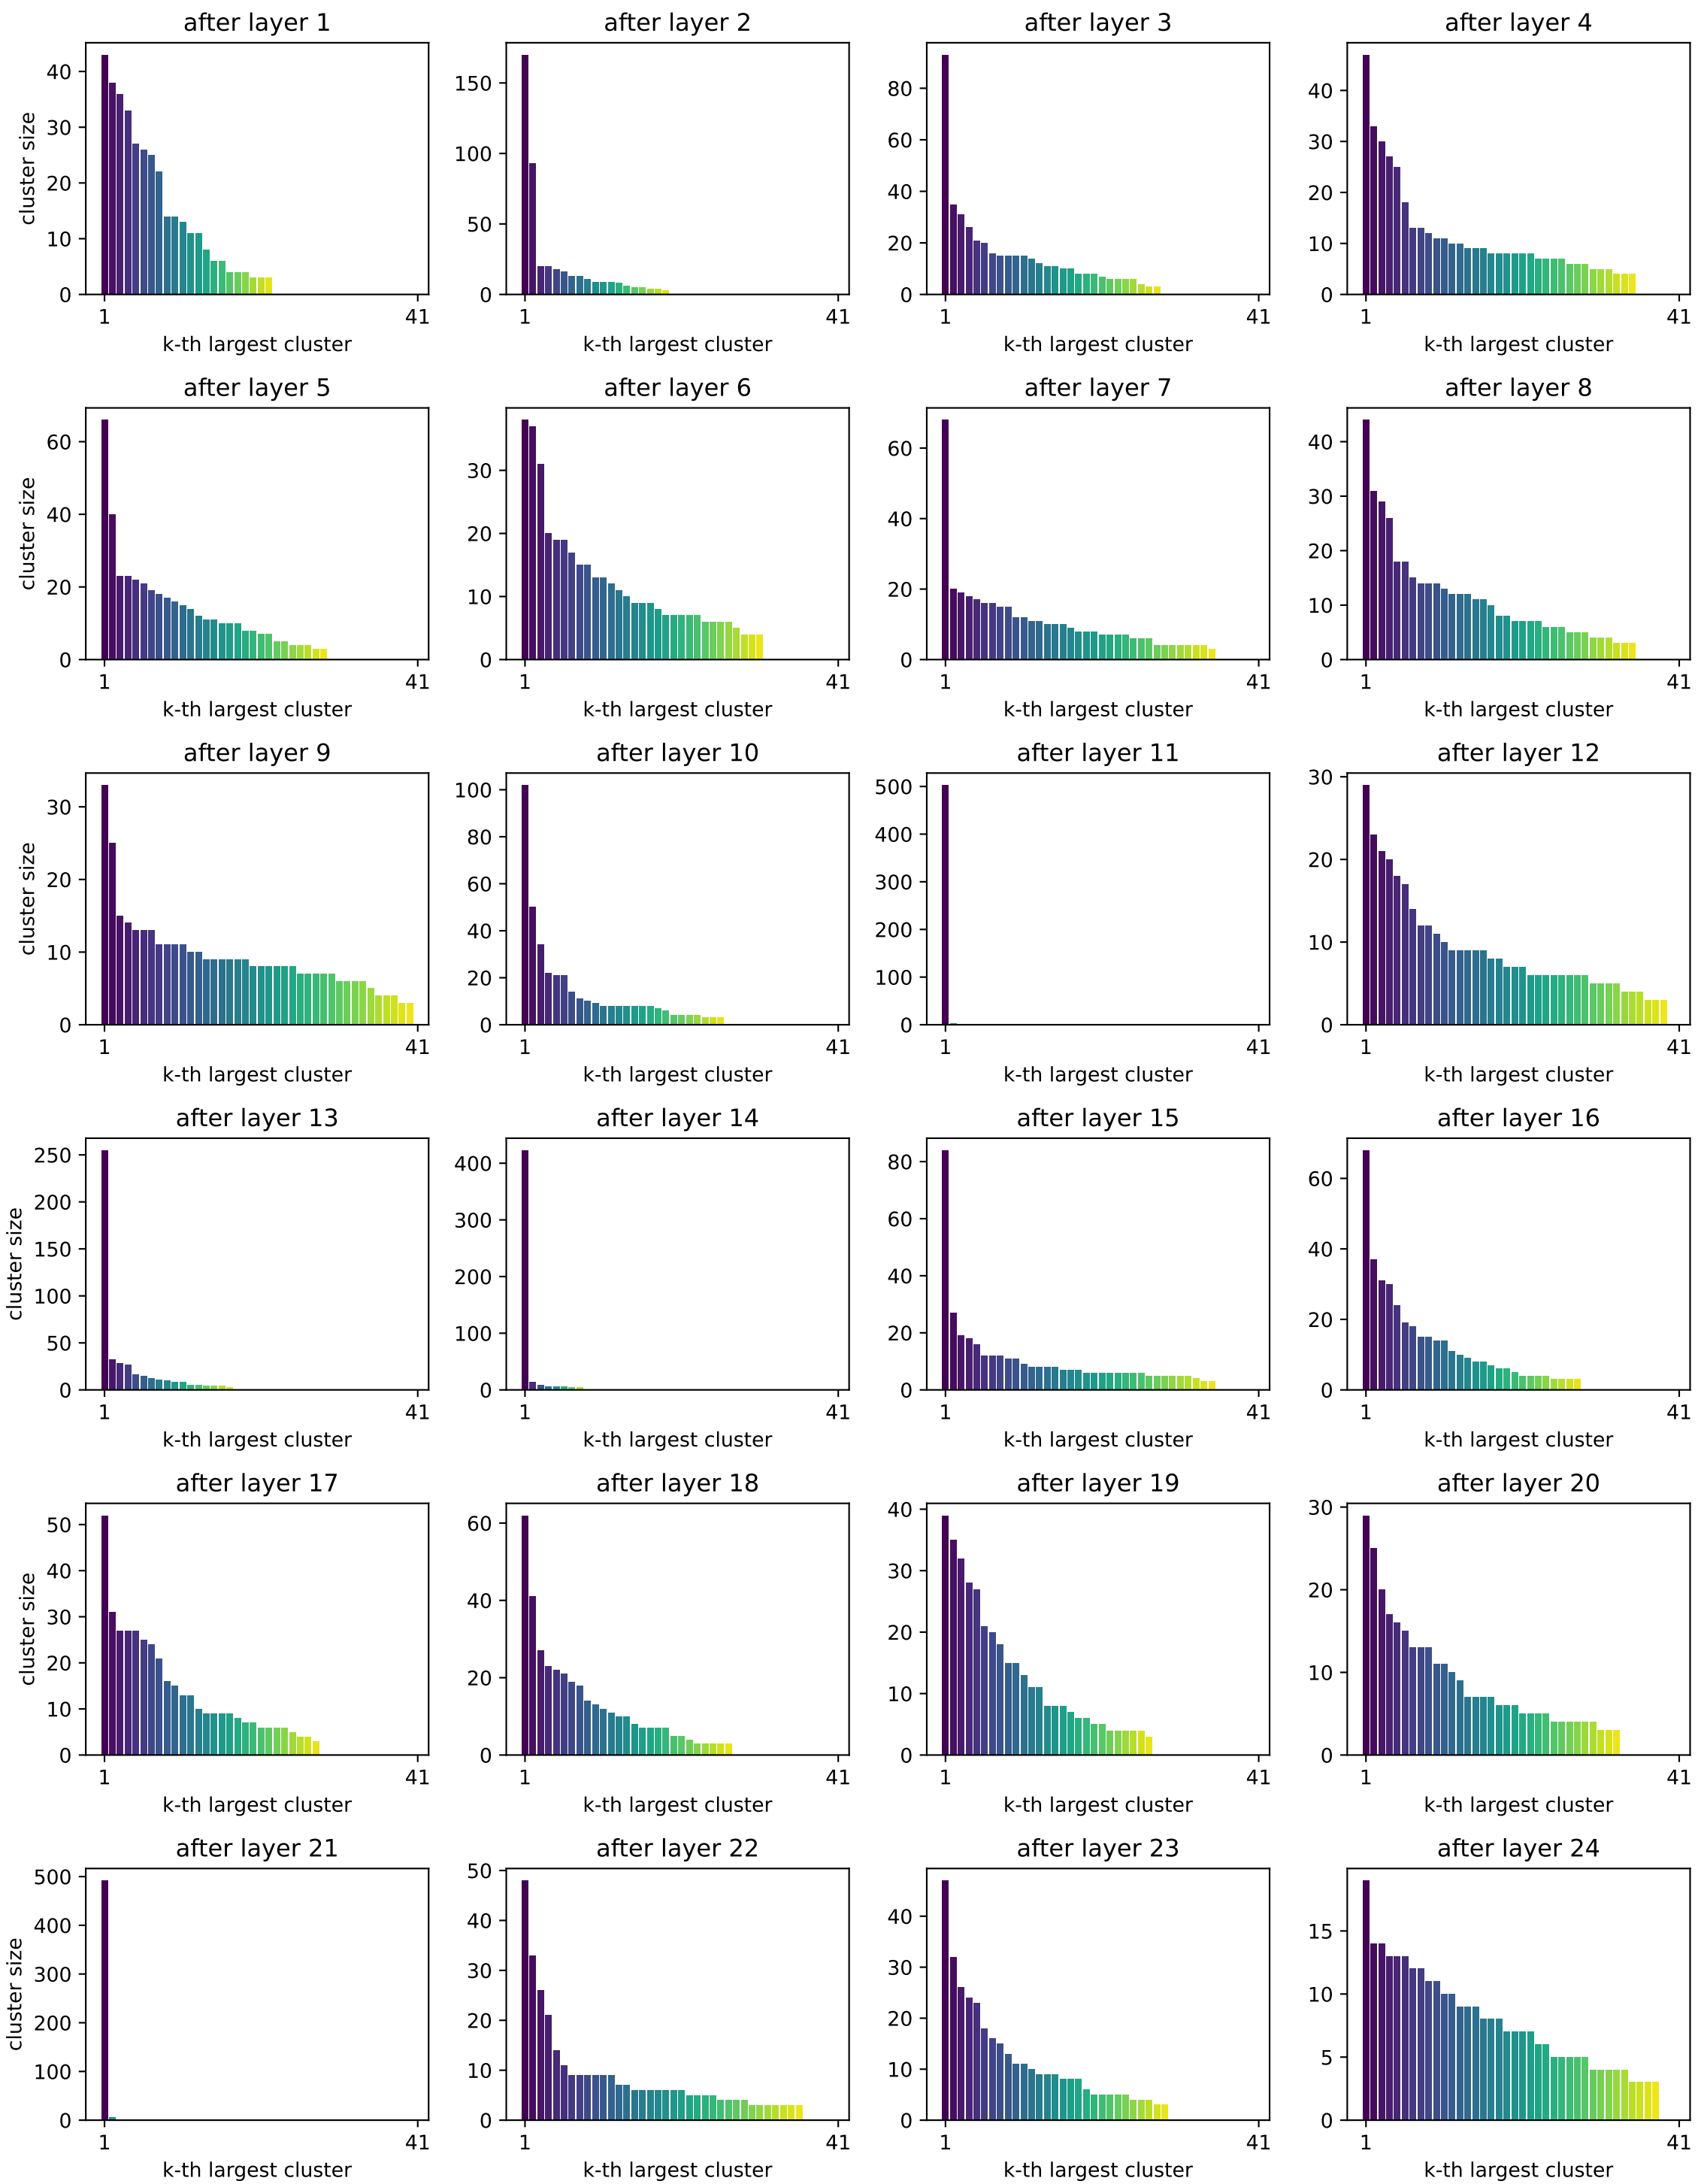 after layer 1
after layer 2
after layer 3
after layer 4
cluster size
40
30
20
10
0
150
100
50
0
80
60
40
20
0
40
30
20
10
0
1 41
1 41
1 41
1 41
k-th largest cluster
k-th largest cluster
k-th largest cluster
k-th largest cluster
after layer 5
after layer 6
after layer 7
after layer 8
cluster size
60
40
20
0
30
20
10
0
60
40
20
0
40
30
20
10
0
1 41
1 41
1 41
1 41
k-th largest cluster
k-th largest cluster
k-th largest cluster
k-th largest cluster
after layer 9
after layer 10
after layer 11
after layer 12
cluster size
30
20
10
0
100
80
60
40
20
0
500
400
300
200
100
0
30
20
10
0
1 41
1 41
1 41
1 41
k-th largest cluster
k-th largest cluster
k-th largest cluster
k-th largest cluster
after layer 13
after layer 14
after layer 15
after layer 16
cluster size
250
200
150
100
50
0
400
300
200
100
0
80
60
40
20
0
60
40
20
0
1 41
1 41
1 41
1 41
k-th largest cluster
k-th largest cluster
k-th largest cluster
k-th largest cluster
after layer 17
after layer 18
after layer 19
after layer 20
cluster size
50
40
30
20
10
0
60
40
20
0
40
30
20
10
0
30
20
10
0
1 41
1 41
1 41
1 41
k-th largest cluster
k-th largest cluster
k-th largest cluster
k-th largest cluster
after layer 21
after layer 22
after layer 23
after layer 24
cluster size
500
400
300
200
100
0
50
40
30
20
10
0
40
30
20
10
0
15
10
5
0
1 41
1 41
1 41
1 41
k-th largest cluster
k-th largest cluster
k-th largest cluster
k-th largest cluster